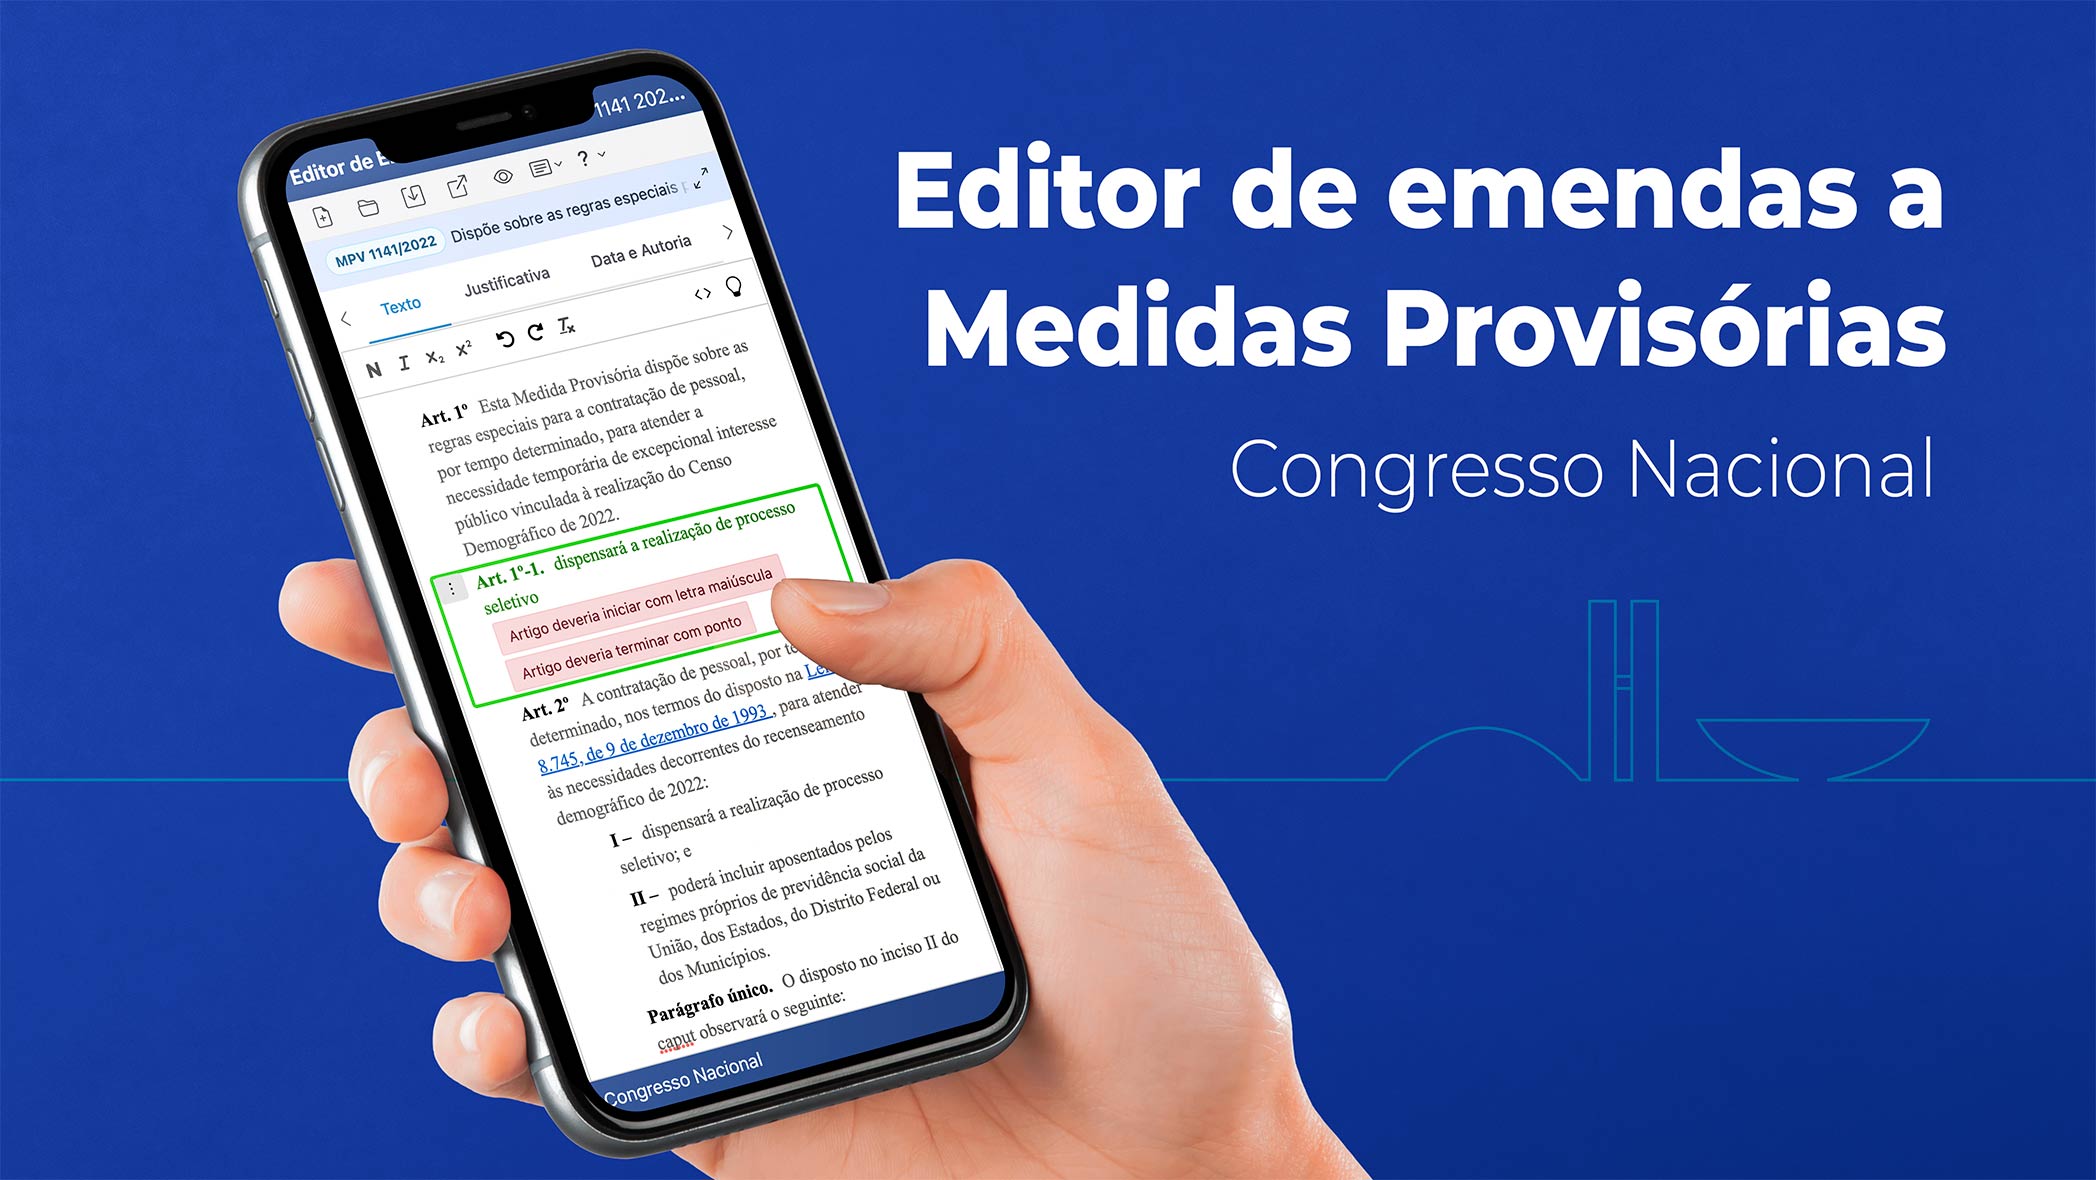 Editor de emendas a
Medidas Provisórias
Congresso Nacional
Editor de E
1141 202...
?
MPV 1141/2022 Dispõe sobre as regras especiais p
Texto Justificativa Data e Autoria
N I X₂ X² Tx <>
Art. 1º Esta Medida Provisória dispõe sobre as
regras especiais para a contratação de pessoal,
por tempo determinado, para atender a
necessidade temporária de excepcional interesse
público vinculada à realização do Censo
Demográfico de 2022.
Art. 1º-1. dispensará a realização de processo
seletivo
Artigo deveria iniciar com letra maiúscula
Artigo deveria terminar com ponto
Art. 2º A contratação de pessoal, por te
determinado, nos termos do disposto na Lei
8.745, de 9 de dezembro de 1993 , para atender
às necessidades decorrentes do recenseamento
demográfico de 2022:
I – dispensará a realização de processo
seletivo; e
II – poderá incluir aposentados pelos
regimes próprios de previdência social da
União, dos Estados, do Distrito Federal ou
dos Municípios.
Parágrafo único. O disposto no inciso II do
caput observará o seguinte:
Congresso Nacional